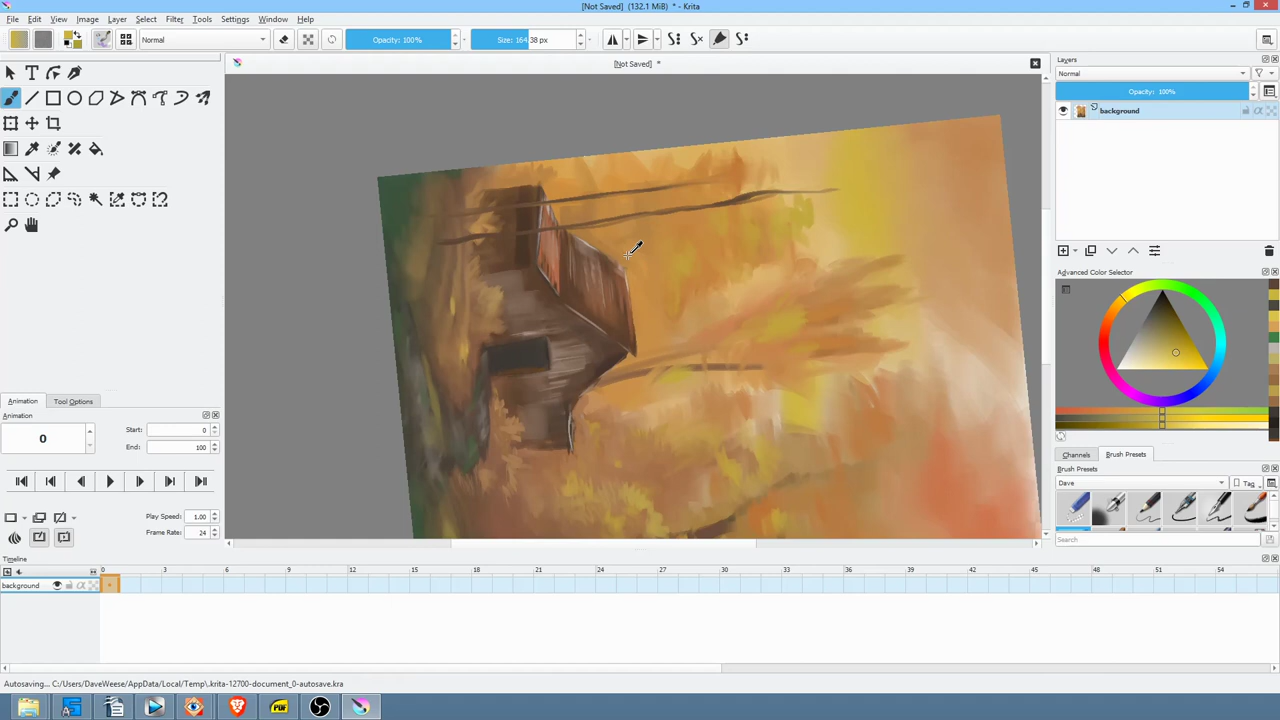 [Not Saved] (132.1 MiB) * - Krita
File Edit View Image Layer Select Filter Tools Settings Window Help
Normal Opacity: 100% Size: 164.38 px
[Not Saved] *
Layers
Normal
Opacity: 100%
background
Advanced Color Selector
Animation Tool Options
Animation
0
Start: 0
End: 100
Play Speed: 1.00
Frame Rate: 24
Channels Brush Presets
Brush Presets
Dave Tag
Search
Timeline
0 3 6 9 12 15 18 21 24 27 30 33 36 39 42 45 48 51 54
background
Autosaving... C:/Users/DaveWeese/AppData/Local/Temp\.krita-12700-document_0-autosave.kra
PDF